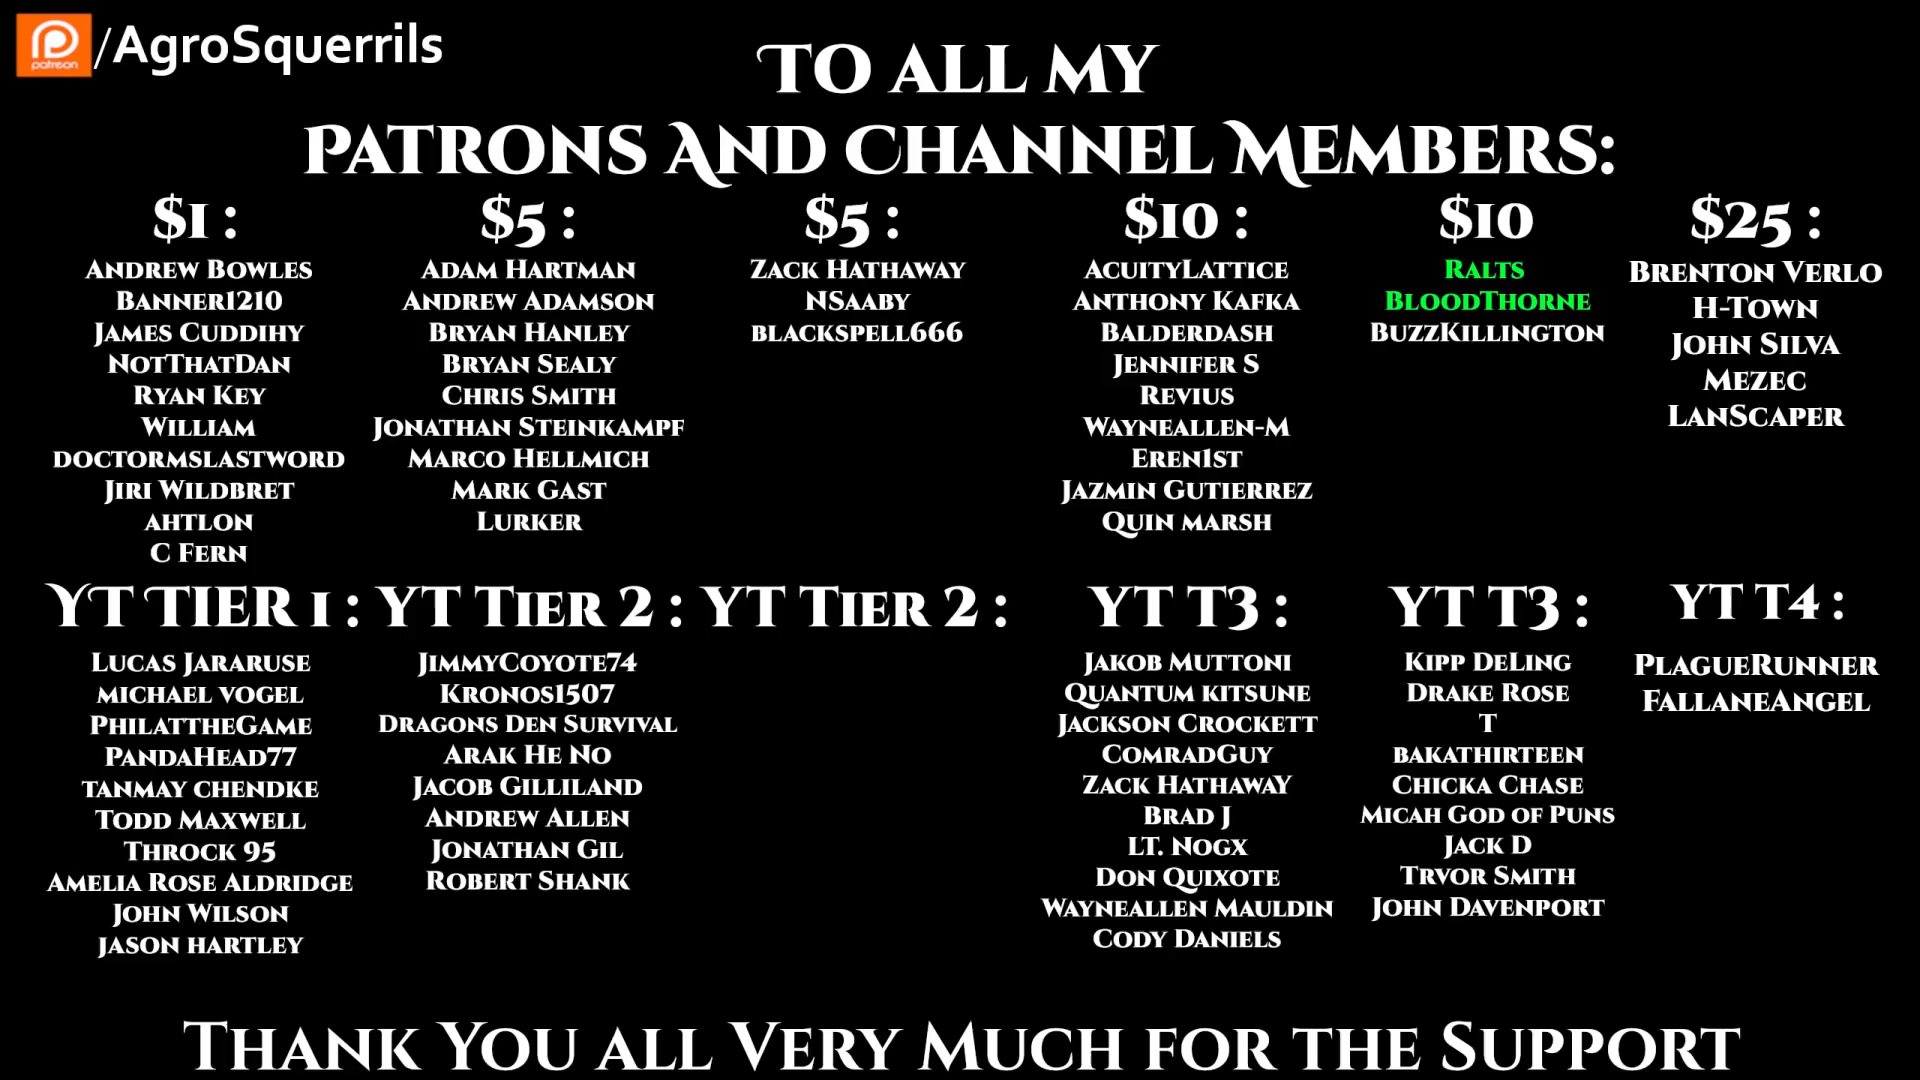 patreon
/AgroSquerrils
To all my
Patrons And Channel Members:
$1 :
Andrew Bowles
Banner1210
James Cuddihy
NotThatDan
Ryan Key
William
doctormslastword
Jiri Wildbret
ahtlon
C Fern
$5 :
Adam Hartman
Andrew Adamson
Bryan Hanley
Bryan Sealy
Chris Smith
Jonathan Steinkampf
Marco Hellmich
Mark Gast
Lurker
$5 :
Zack Hathaway
NSaaby
blackspell666
$10 :
AcuityLattice
Anthony Kafka
Balderdash
Jennifer S
Revius
Wayneallen-M
Eren1st
Jazmin Gutierrez
Quin marsh
$10
Ralts
BloodThorne
BuzzKillington
$25 :
Brenton Verlo
H-Town
John Silva
Mezec
LanScaper
YT Tier 1 :
Lucas Jararuse
michael vogel
PhilattheGame
PandaHead77
tanmay chendke
Todd Maxwell
Throck 95
Amelia Rose Aldridge
John Wilson
jason hartley
YT Tier 2 :
JimmyCoyote74
Kronos1507
Dragons Den Survival
Arak He No
Jacob Gilliland
Andrew Allen
Jonathan Gil
Robert Shank
YT Tier 2 :
YT T3 :
Jakob Muttoni
Quantum kitsune
Jackson Crockett
ComradGuy
Zack HathawaY
Brad J
Lt. Nogx
Don Quixote
Wayneallen Mauldin
Cody Daniels
YT T3 :
Kipp DeLing
Drake Rose
T
bakathirteen
Chicka Chase
Micah God of Puns
Jack D
Trvor Smith
John Davenport
YT T4 :
PlagueRunner
FallaneAngel
Thank You all Very Much for the Support